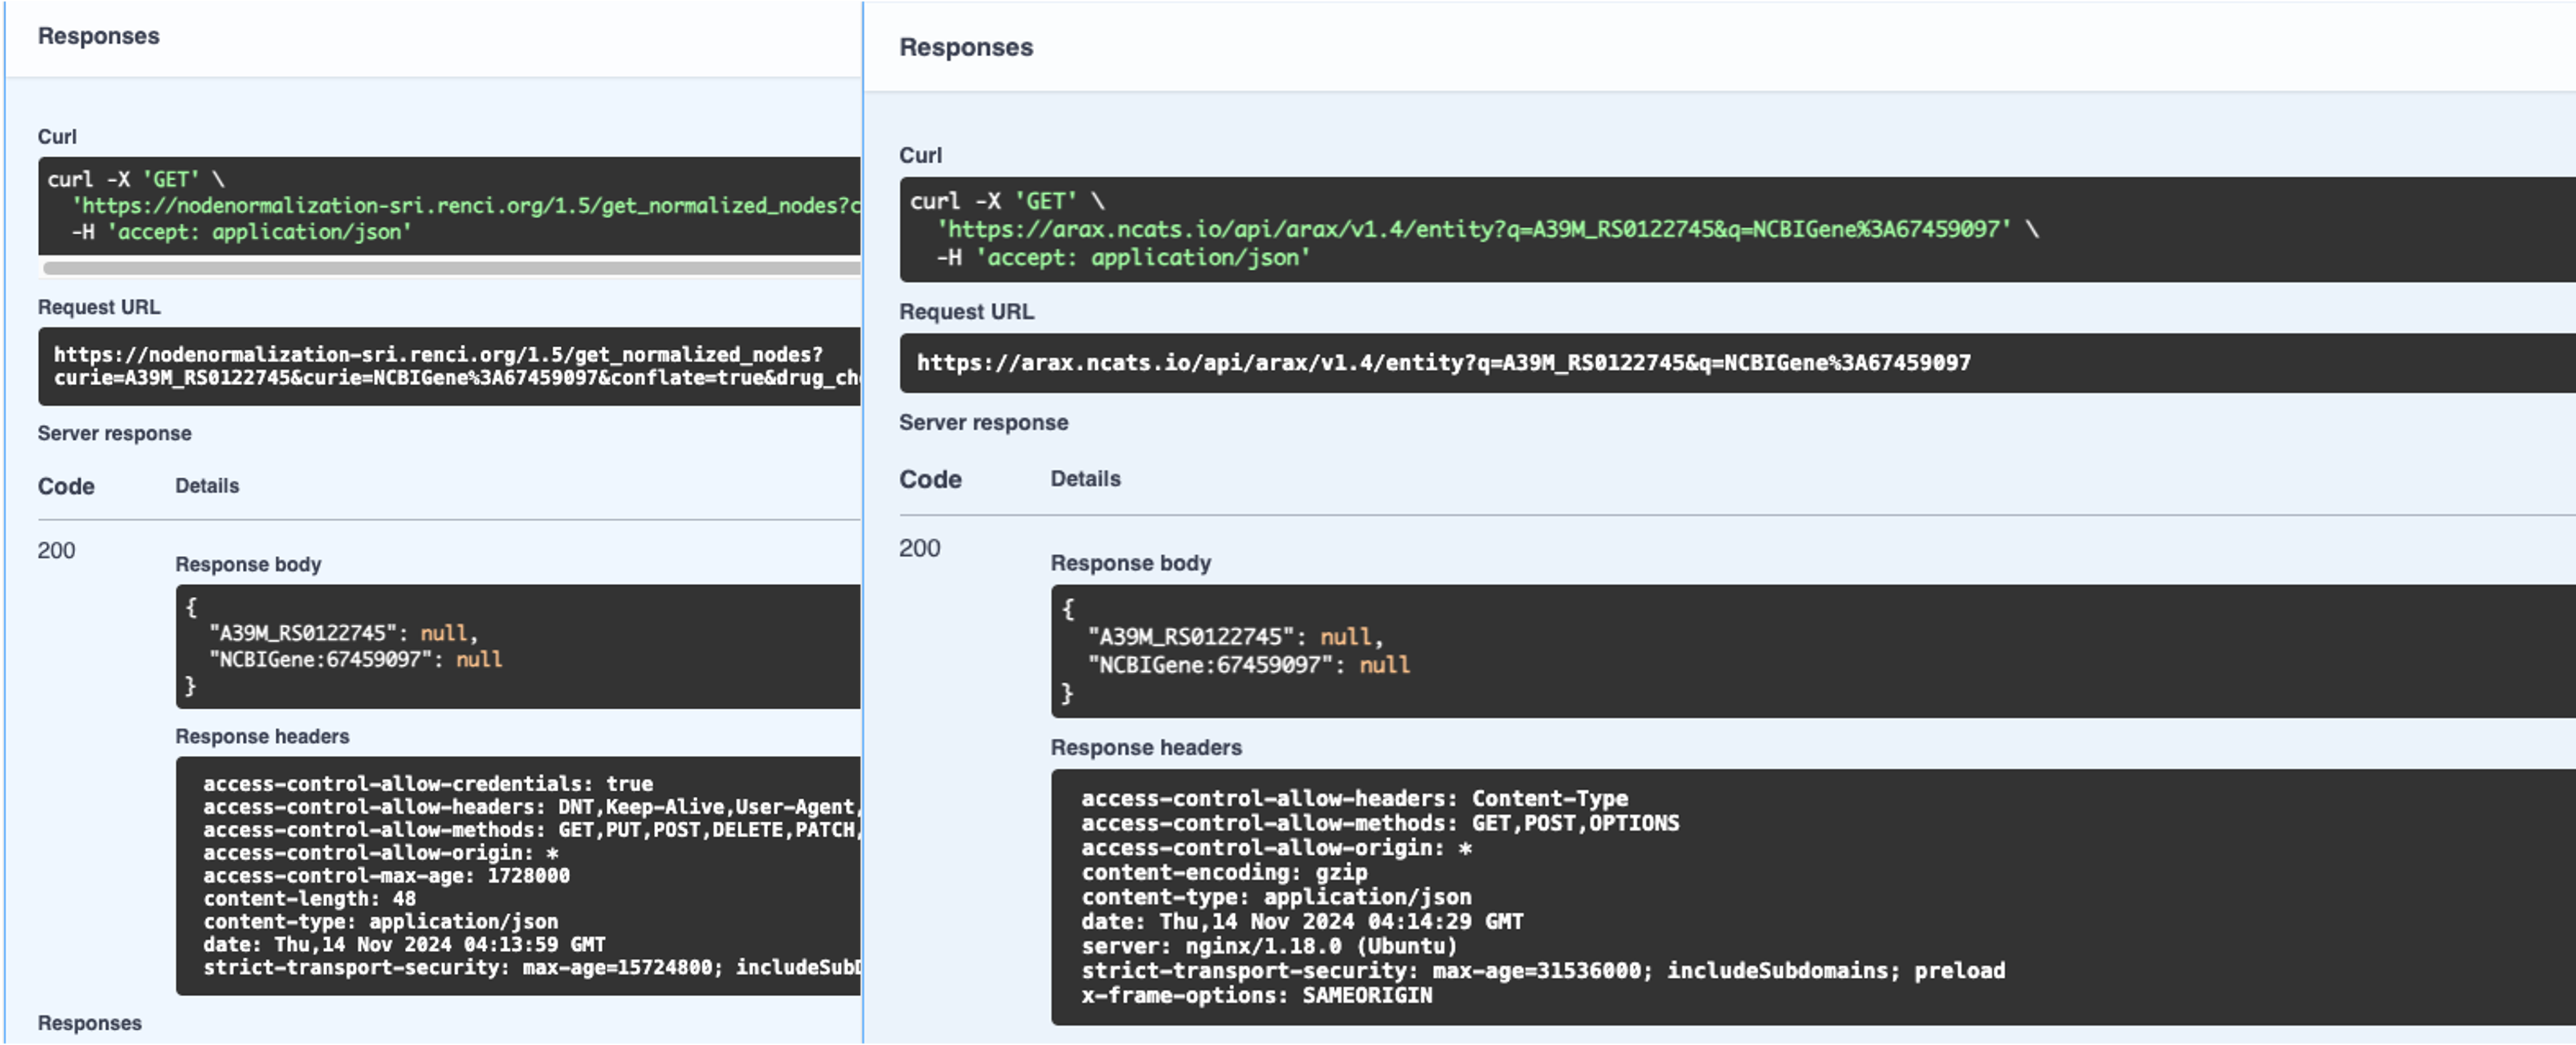 Responses
Curl
curl -X 'GET' \
'https://nodenormalization-sri.renci.org/1.5/get_normalized_nodes?c
-H 'accept: application/json'
Request URL
https://nodenormalization-sri.renci.org/1.5/get_normalized_nodes?
curie=A39M_RS0122745&curie=NCBIGene%3A67459097&conflate=true&drug_ch
Server response
Code Details
200
Response body
{
"A39M_RS0122745": null,
"NCBIGene:67459097": null
}
Response headers
access-control-allow-credentials: true
access-control-allow-headers: DNT,Keep-Alive,User-Agent,
access-control-allow-methods: GET,PUT,POST,DELETE,PATCH,
access-control-allow-origin: *
access-control-max-age: 1728000
content-length: 48
content-type: application/json
date: Thu,14 Nov 2024 04:13:59 GMT
strict-transport-security: max-age=15724800; includeSub
Responses
Responses
Curl
curl -X 'GET' \
'https://arax.ncats.io/api/arax/v1.4/entity?q=A39M_RS0122745&q=NCBIGene%3A67459097' \
-H 'accept: application/json'
Request URL
https://arax.ncats.io/api/arax/v1.4/entity?q=A39M_RS0122745&q=NCBIGene%3A67459097
Server response
Code Details
200
Response body
{
"A39M_RS0122745": null,
"NCBIGene:67459097": null
}
Response headers
access-control-allow-headers: Content-Type
access-control-allow-methods: GET,POST,OPTIONS
access-control-allow-origin: *
content-encoding: gzip
content-type: application/json
date: Thu,14 Nov 2024 04:14:29 GMT
server: nginx/1.18.0 (Ubuntu)
strict-transport-security: max-age=31536000; includeSubdomains; preload
x-frame-options: SAMEORIGIN